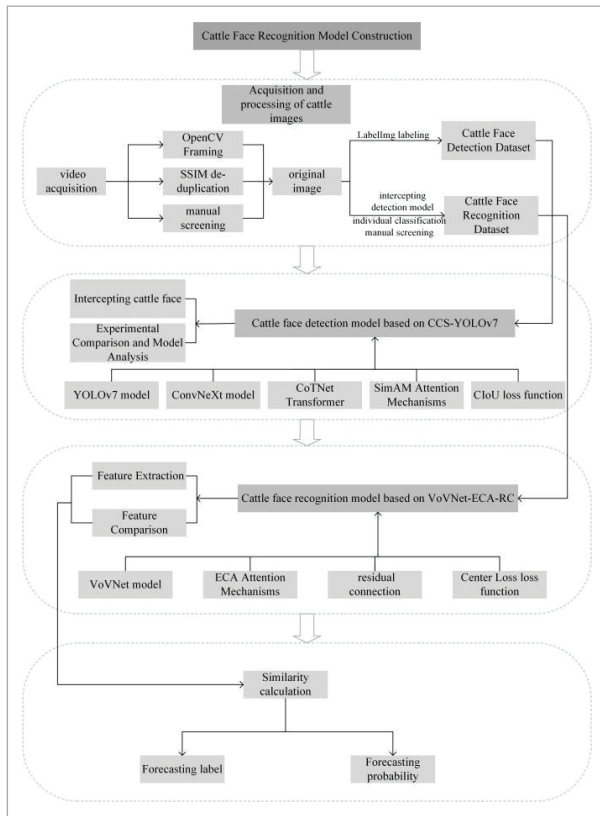 Cattle Face Recognition Model Construction
Acquisition and
processing of cattle
images
video
acquisition
OpenCV
Framing
SSIM de-
duplication
manual
screening
original
image
LabelImg labeling
intercepting
detection model
individual classification
manual screening
Cattle Face
Detection Dataset
Cattle Face
Recognition
Dataset
Intercepting cattle face
Experimental
Comparison and Model
Analysis
Cattle face detection model based on CCS-YOLOv7
YOLOv7 model
ConvNeXt model
CoTNet
Transformer
SimAM Attention
Mechanisms
CIoU loss function
Feature Extraction
Feature
Comparison
Cattle face recognition model based on VoVNet-ECA-RC
VoVNet model
ECA Attention
Mechanisms
residual
connection
Center Loss loss
function
Similarity
calculation
Forecasting label
Forecasting
probability